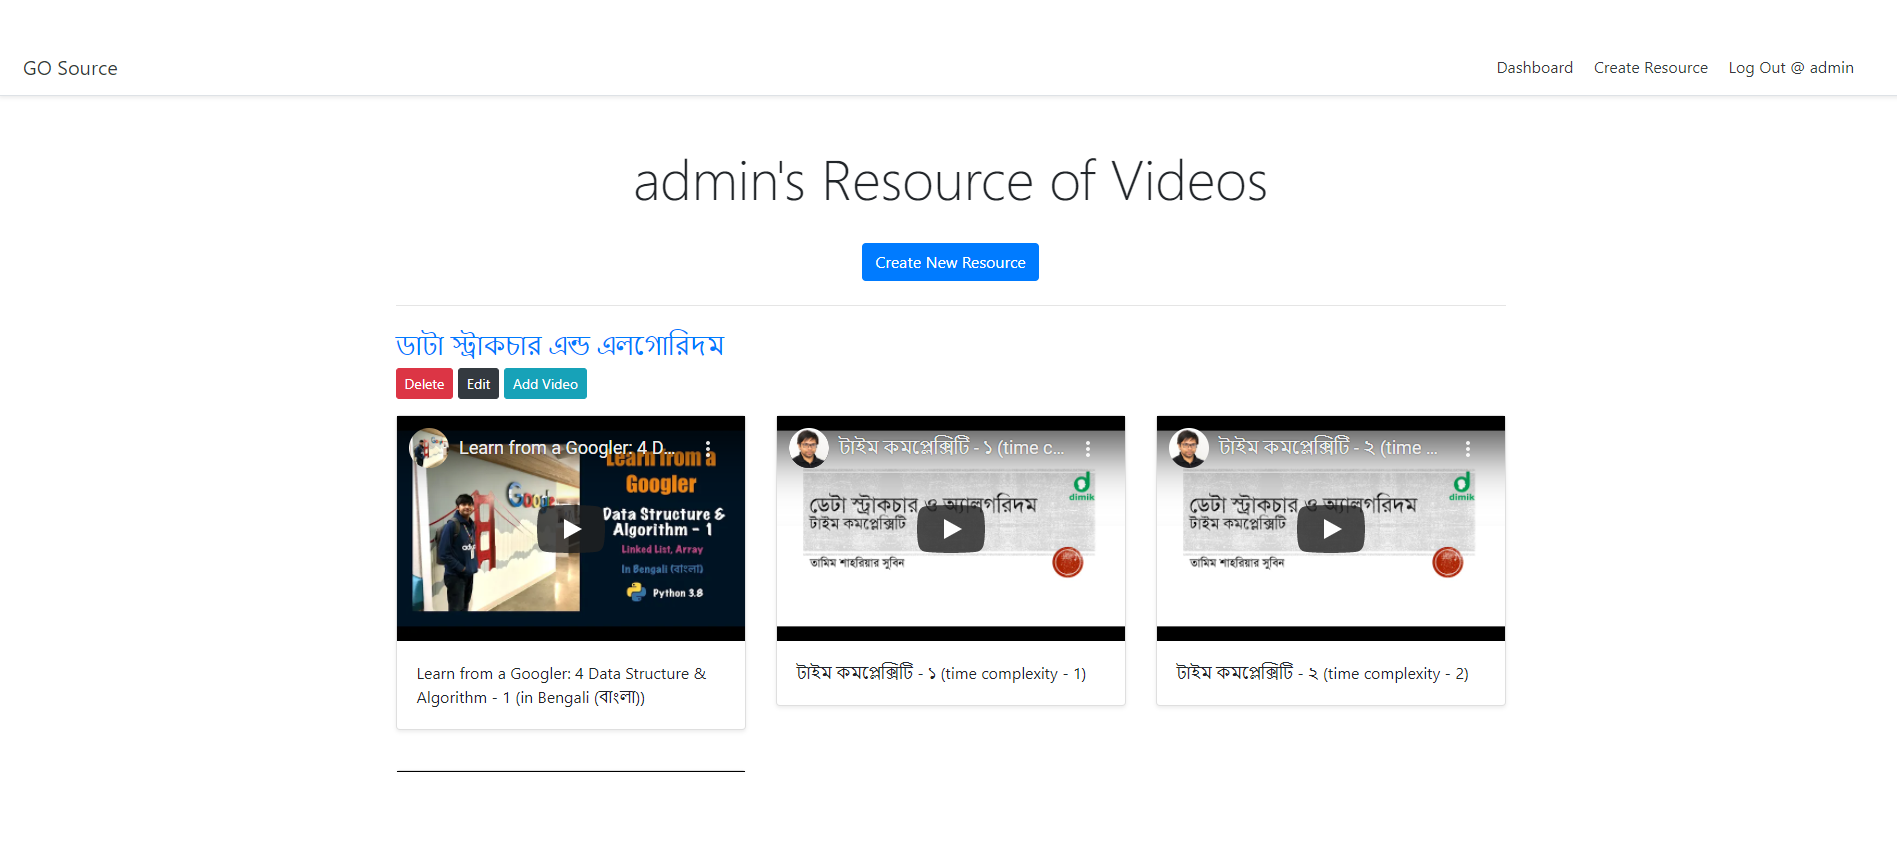 GO Source
Dashboard
Create Resource
Log Out @ admin
admin's Resource of Videos
Create New Resource
ডাটা স্ট্রাকচার এন্ড এলগোরিদম
Delete
Edit
Add Video
Learn from a Googler: 4 D...
Learn from a
Googler
Google
Data Structure &
Algorithm - 1
Linked List, Array
In Bengali (বাংলা)
Python 3.8
Learn from a Googler: 4 Data Structure &
Algorithm - 1 (in Bengali (বাংলা))
টাইম কমপ্লেক্সিটি - ১ (time c...
dimik
ডেটা স্ট্রাকচার ও অ্যালগরিদম
টাইম কমপ্লেক্সিটি
তামিম শাহরিয়ার সুবিন
টাইম কমপ্লেক্সিটি - ১ (time complexity - 1)
টাইম কমপ্লেক্সিটি - ২ (time ...
dimik
ডেটা স্ট্রাকচার ও অ্যালগরিদম
টাইম কমপ্লেক্সিটি
তামিম শাহরিয়ার সুবিন
টাইম কমপ্লেক্সিটি - ২ (time complexity - 2)